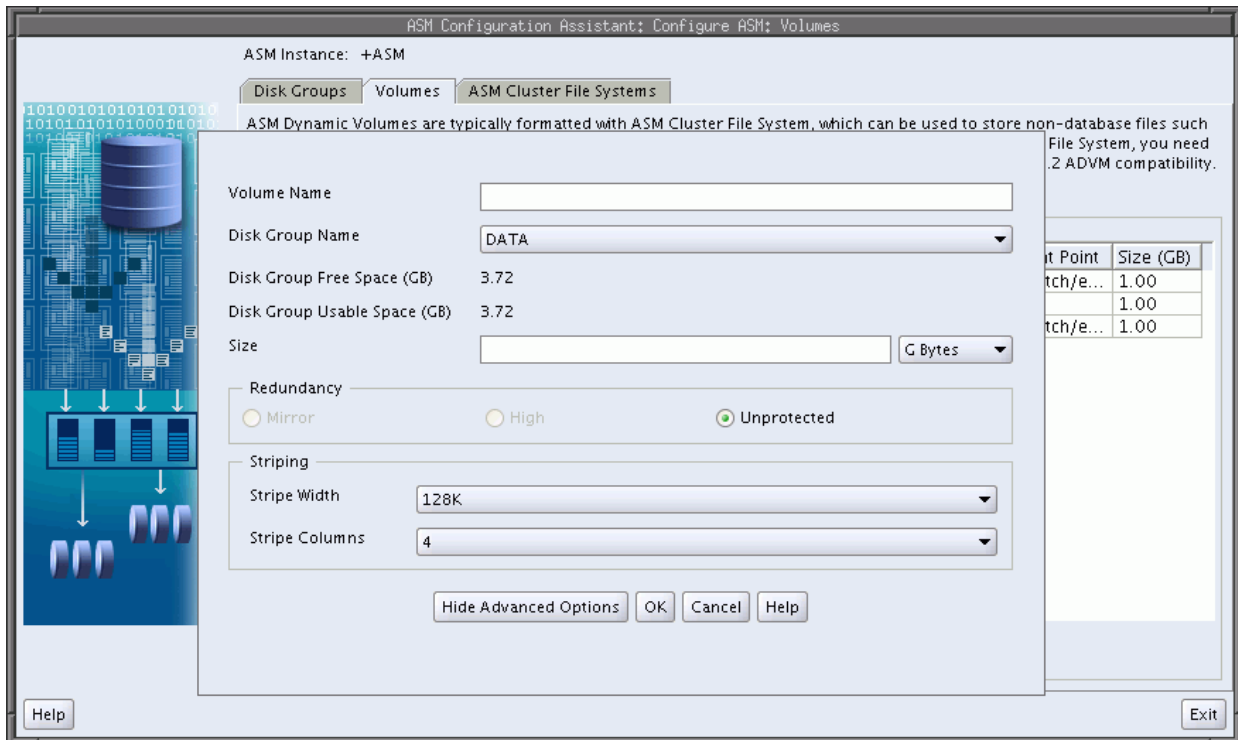 ASM Configuration Assistant: Configure ASM: Volumes
ASM Instance: +ASM
Disk Groups Volumes ASM Cluster File Systems
ASM Dynamic Volumes are typically formatted with ASM Cluster File System, which can be used to store non-database files such
File System, you need
.2 ADVM compatibility.
Volume Name
Disk Group Name DATA
Disk Group Free Space (GB) 3.72
Disk Group Usable Space (GB) 3.72
Size G Bytes
Redundancy
Mirror High Unprotected
Striping
Stripe Width 128K
Stripe Columns 4
Hide Advanced Options OK Cancel Help
Point Size (GB)
tch/e... 1.00
1.00
tch/e... 1.00
Help Exit